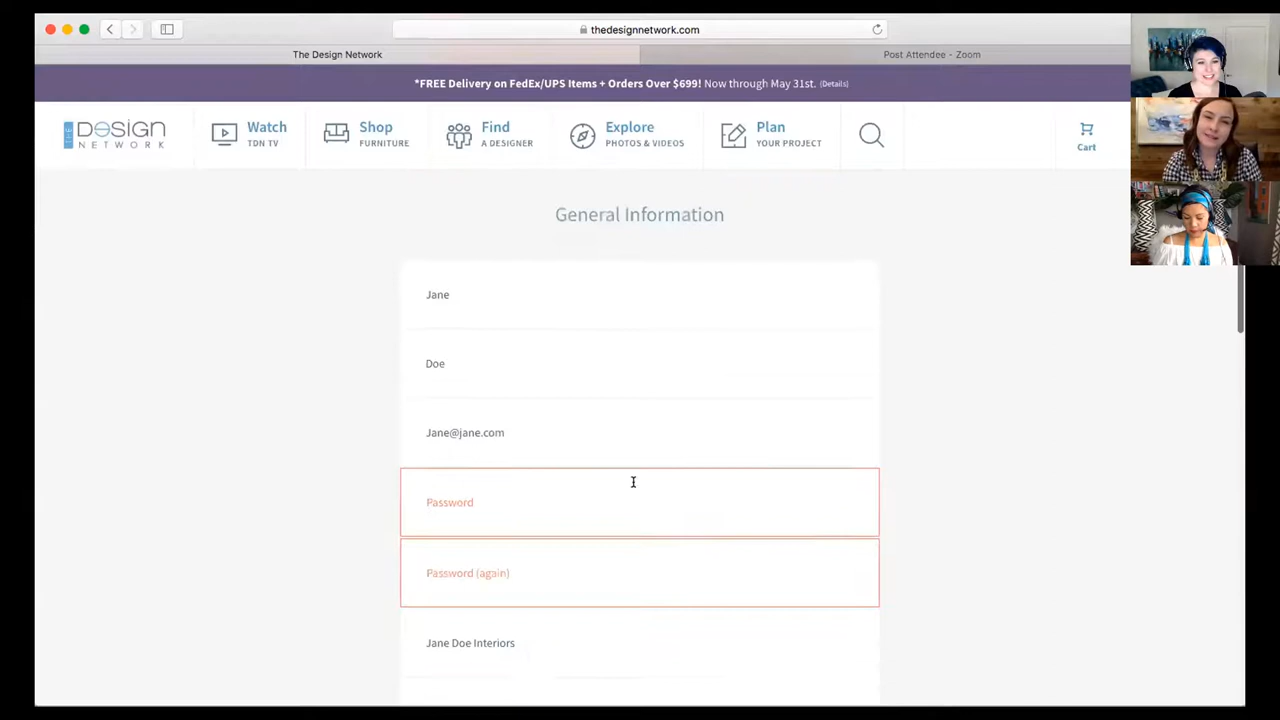 thedesignnetwork.com
The Design Network
Post Attendee - Zoom
*FREE Delivery on FedEx/UPS Items + Orders Over $699! Now through May 31st. (Details)
THE DESIGN NETWORK
Watch
TDN TV
Shop
FURNITURE
Find
A DESIGNER
Explore
PHOTOS & VIDEOS
Plan
YOUR PROJECT
Cart
General Information
Jane
Doe
Jane@jane.com
Password
Password (again)
Jane Doe Interiors